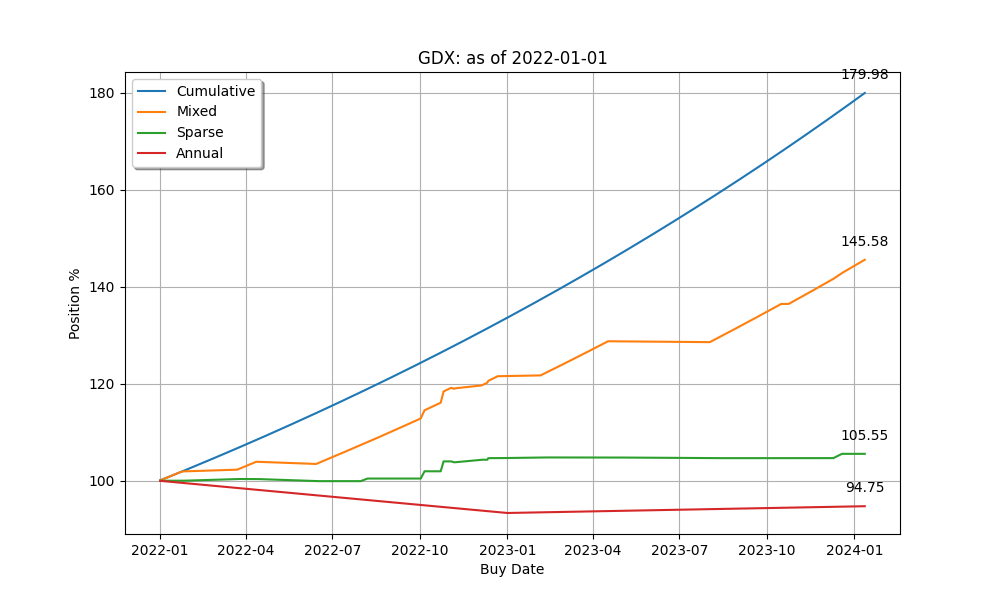 GDX: as of 2022-01-01
179.98
Cumulative
Mixed
Sparse
Annual
145.58
105.55
94.75
180
160
140
120
100
Position %
2022-01 2022-04 2022-07 2022-10 2023-01 2023-04 2023-07 2023-10 2024-01
Buy Date